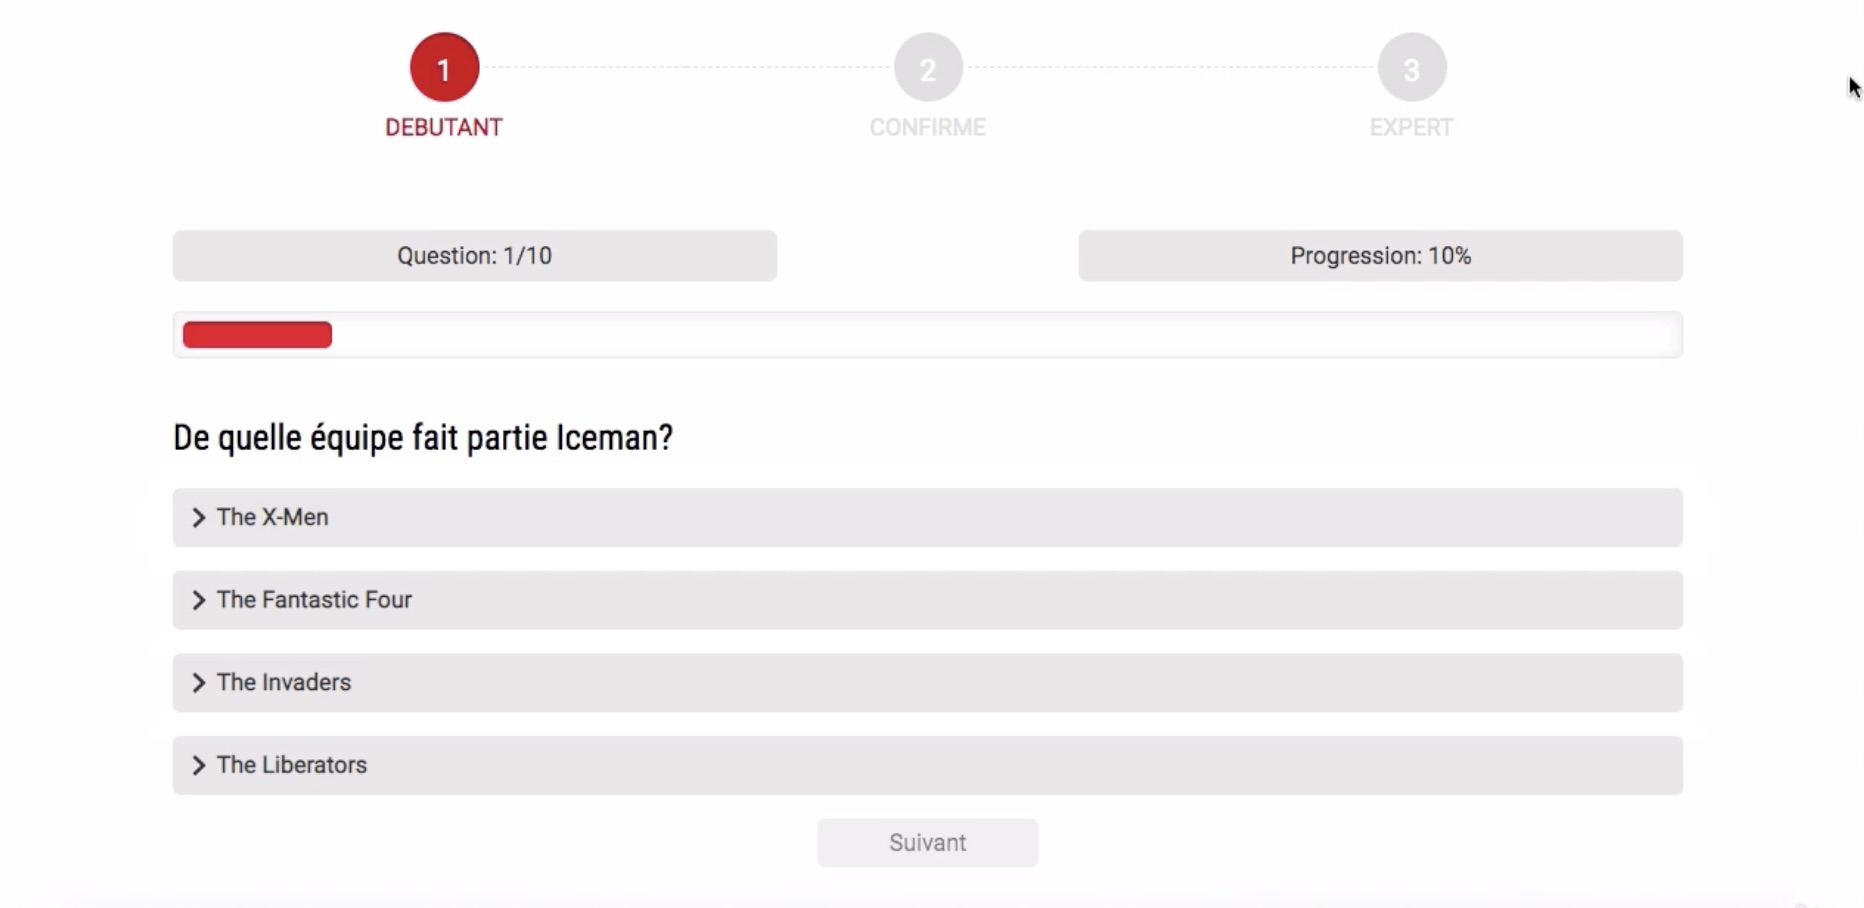 1
2
3
DEBUTANT
CONFIRME
EXPERT
Question: 1/10
Progression: 10%
De quelle équipe fait partie Iceman?
The X-Men
The Fantastic Four
The Invaders
The Liberators
Suivant